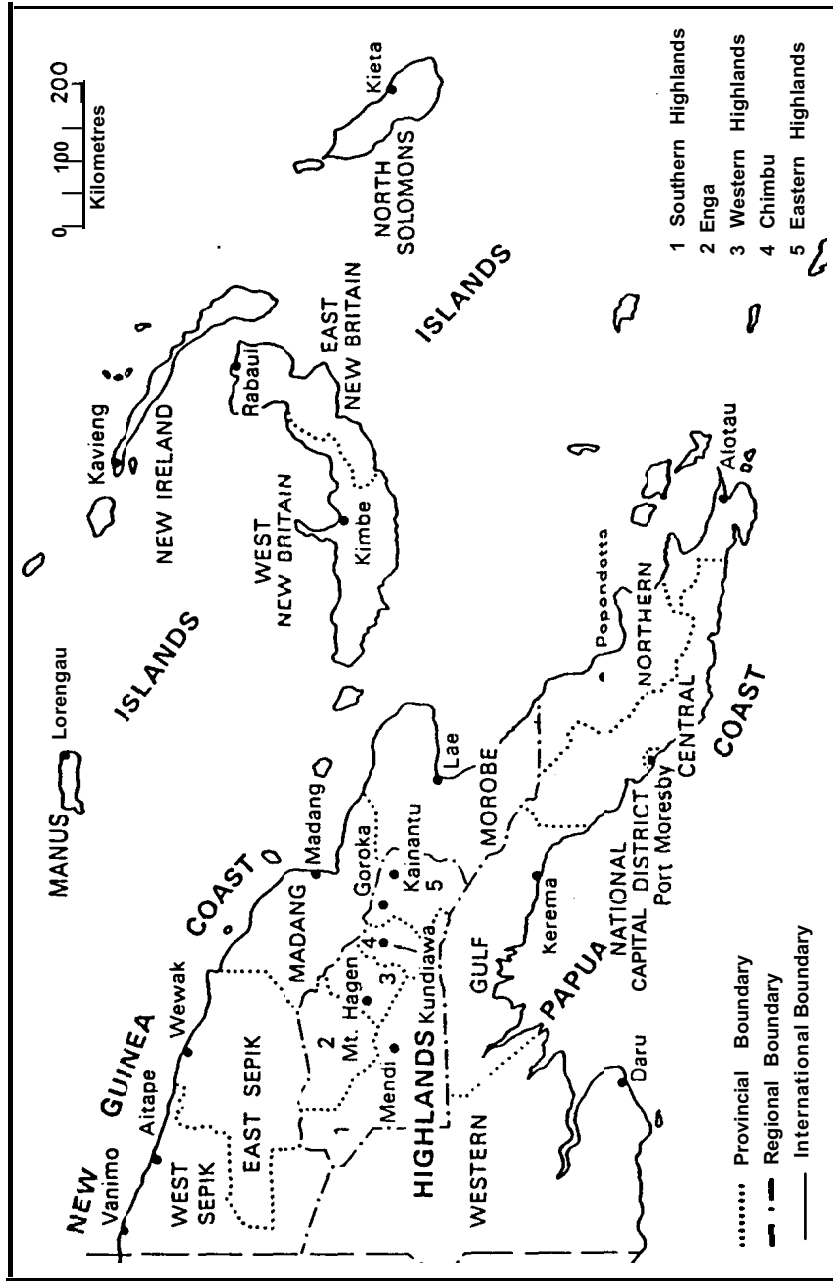 0 100 200
Kilometres
MANUS
Lorengau
Kavieng
NEW IRELAND
ISLANDS
NEW GUINEA COAST
Vanimo
Aitape
Wewak
WEST
SEPIK
EAST SEPIK
MADANG
Madang
WEST
NEW BRITAIN
Kimbe
Rabaul
EAST
NEW BRITAIN
NORTH
SOLOMONS
Kieta
ISLANDS
1
2
Mt. Hagen
3
4
Goroka
Kainantu
5
Mendi
Kundiawa
HIGHLANDS
Lae
MOROBE
WESTERN
GULF
Kerema
PAPUA COAST
Daru
NATIONAL
CAPITAL DISTRICT
Port Moresby
CENTRAL
NORTHERN
Alotau
Provincial Boundary
Regional Boundary
International Boundary
1 Southern Highlands
2 Enga
3 Western Highlands
4 Chimbu
5 Eastern Highlands